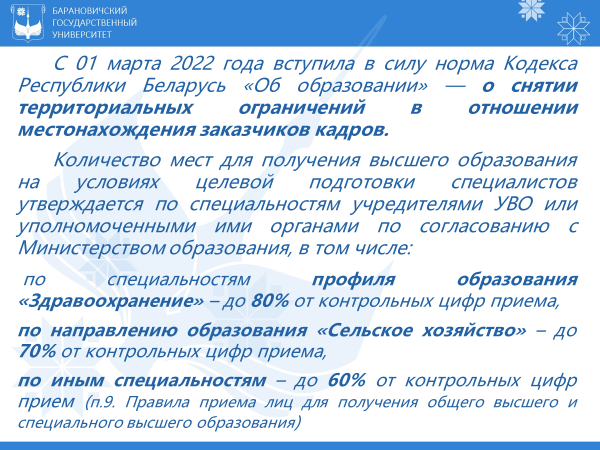 БАРАНОВИЧСКИЙ
ГОСУДАРСТВЕННЫЙ
УНИВЕРСИТЕТ
С 01 марта 2022 года вступила в силу норма Кодекса
Республики Беларусь «Об образовании» — о снятии
территориальных ограничений в отношении
местонахождения заказчиков кадров.
Количество мест для получения высшего образования
на условиях целевой подготовки специалистов
утверждается по специальностям учредителями УВО или
уполномоченными ими органами по согласованию с
Министерством образования, в том числе:
по специальностям профиля образования
«Здравоохранение» – до 80% от контрольных цифр приема,
по направлению образования «Сельское хозяйство» – до
70% от контрольных цифр приема,
по иным специальностям – до 60% от контрольных цифр
прием (п.9. Правила приема лиц для получения общего высшего и
специального высшего образования)